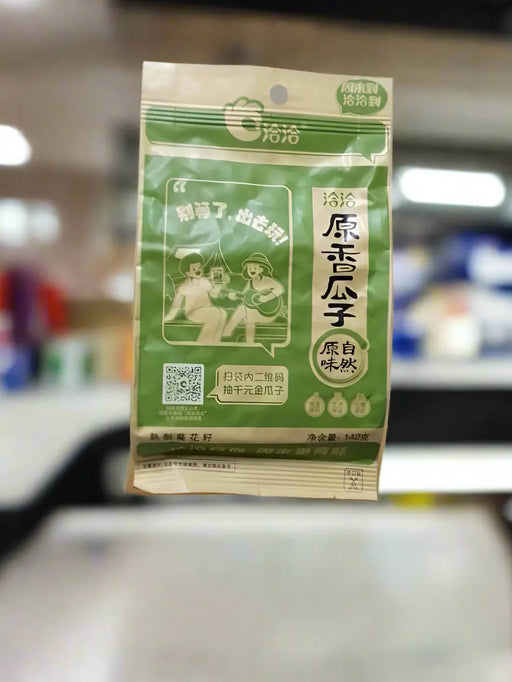 周末到
洽洽到
洽洽
别等了，出去玩！
洽洽
原香瓜子
自然
原味
扫袋内二维码
抽千元金瓜子
熟制葵花籽
净含量：142克